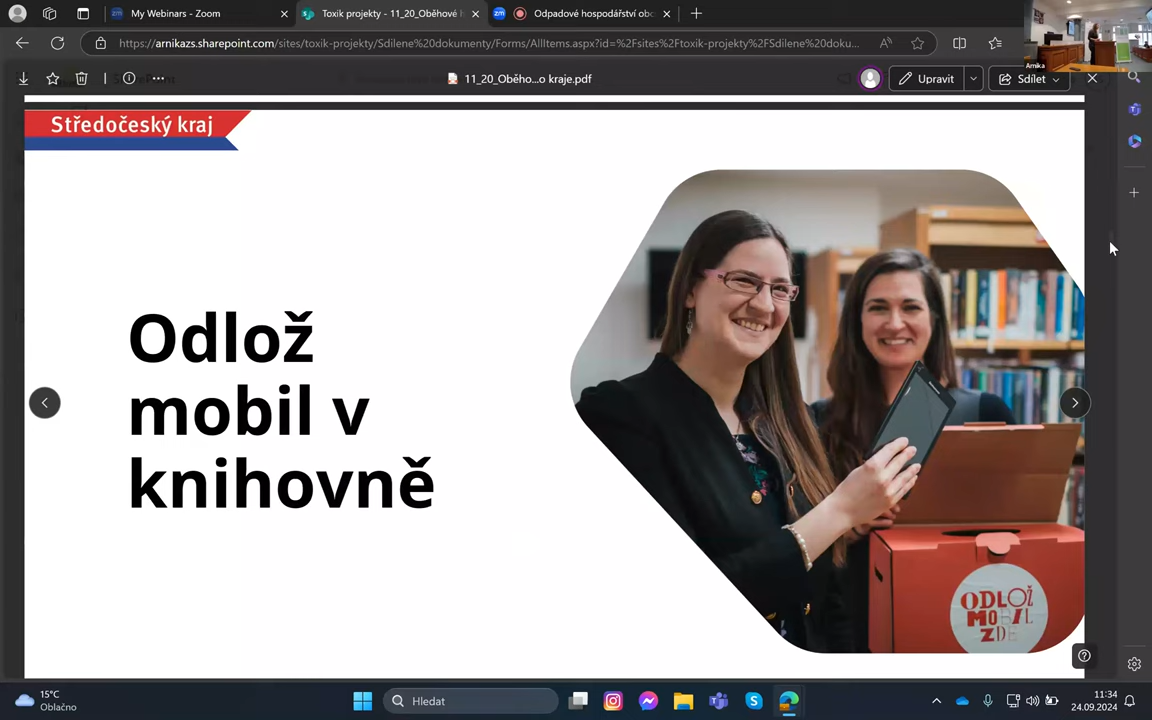 My Webinars - Zoom
Toxik projekty - 11_20_Oběhové h
Odpadové hospodářství obc
https://arnikazs.sharepoint.com/sites/toxik-projekty/Sdilene%20dokumenty/Forms/AllItems.aspx?id=%2Fsites%2Ftoxik-projekty%2FSdilene%20doku...
Arnika
11_20_Oběho...o kraje.pdf
Upravit
Sdílet
Středočeský kraj
Odlož
mobil v
knihovně
ODLOŽ
MOBIL
ZDE
15°C
Oblačno
Hledat
11:34
24.09.2024